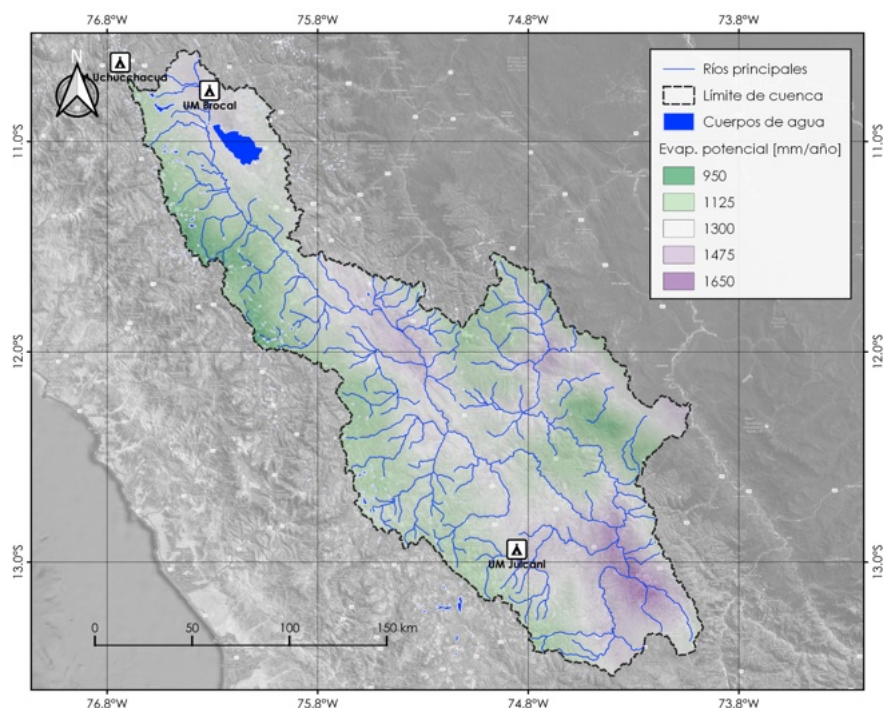 76.8°W 75.8°W 74.8°W 73.8°W
N
UM Uchucchacua
UM Brocal
Ríos principales
Límite de cuenca
Cuerpos de agua
Evap. potencial [mm/año]
950
1125
1300
1475
1650
11.0°S 11.0°S
12.0°S 12.0°S
13.0°S 13.0°S
UM Julcani
0 50 100 150 km
76.8°W 75.8°W 74.8°W 73.8°W